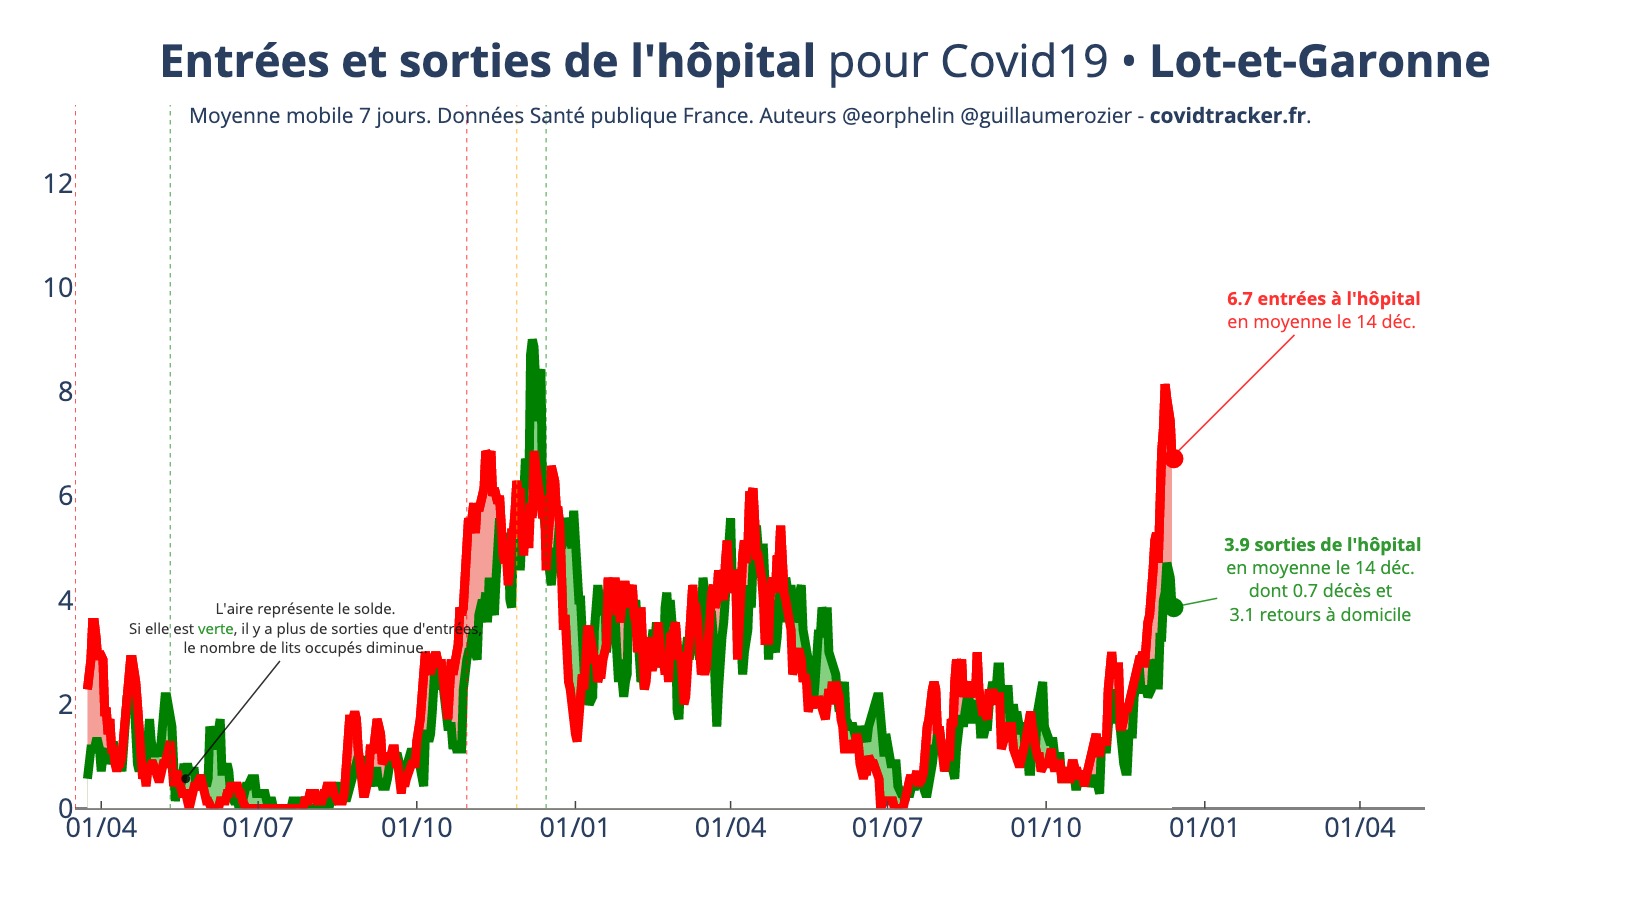 Entrées et sorties de l'hôpital pour Covid19 • Lot-et-Garonne
Moyenne mobile 7 jours. Données Santé publique France. Auteurs @eorphelin @guillaumerozier - covidtracker.fr.
12
10
8
6
4
2
0
6.7 entrées à l'hôpital
en moyenne le 14 déc.
3.9 sorties de l'hôpital
en moyenne le 14 déc.
dont 0.7 décès et
3.1 retours à domicile
L'aire représente le solde.
Si elle est verte, il y a plus de sorties que d'entrées,
le nombre de lits occupés diminue.
01/04
01/07
01/10
01/01
01/04
01/07
01/10
01/01
01/04